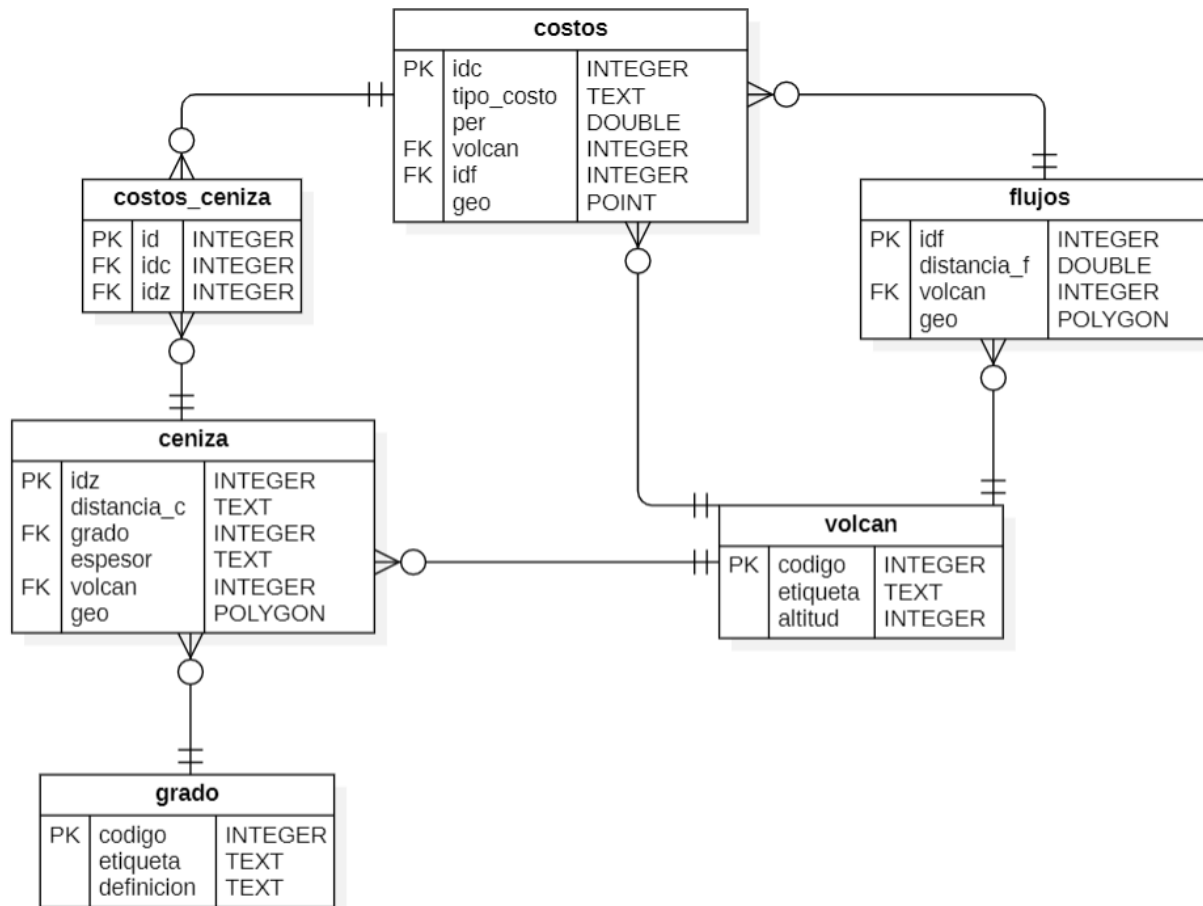 costos
PK idc INTEGER
tipo_costo TEXT
per DOUBLE
FK volcan INTEGER
FK idf INTEGER
geo POINT
costos_ceniza
PK id INTEGER
FK idc INTEGER
FK idz INTEGER
flujos
PK idf INTEGER
distancia_f DOUBLE
FK volcan INTEGER
geo POLYGON
ceniza
PK idz INTEGER
distancia_c TEXT
FK grado INTEGER
espesor TEXT
FK volcan INTEGER
geo POLYGON
volcan
PK codigo INTEGER
etiqueta TEXT
altitud INTEGER
grado
PK codigo INTEGER
etiqueta TEXT
definicion TEXT